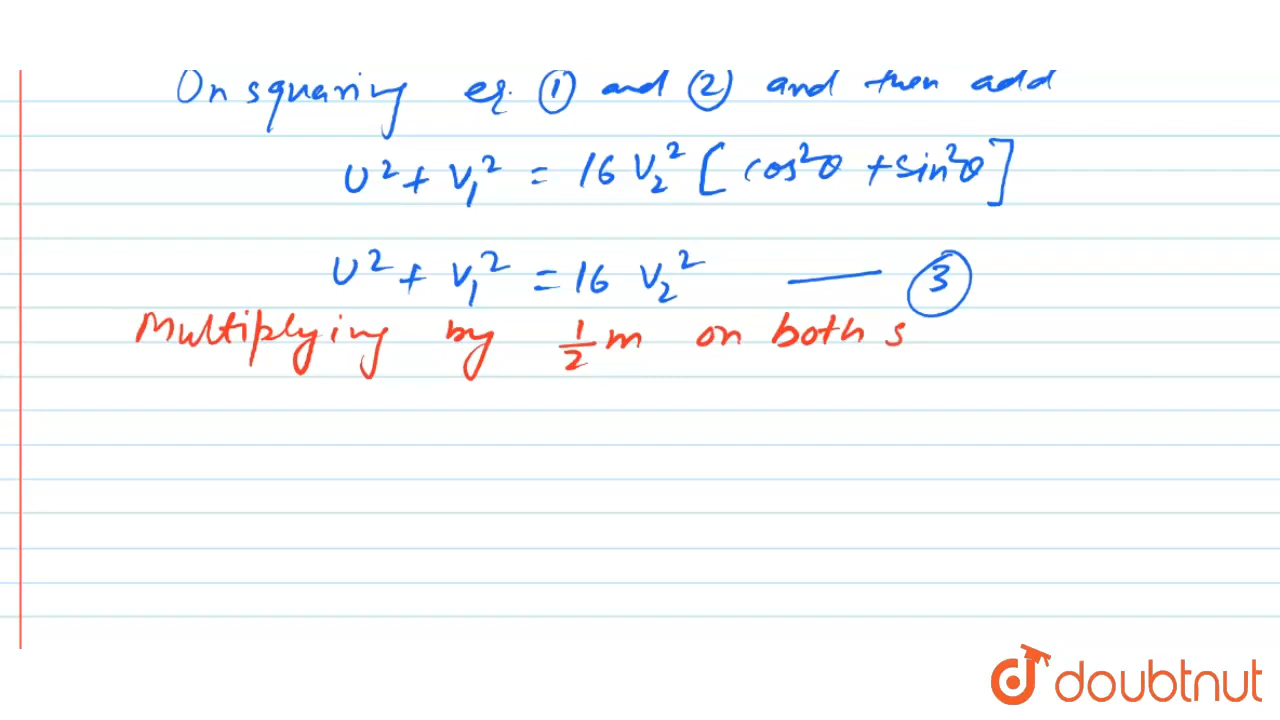 On squaring eq. ① and ② and then add
U² + V₁² = 16 V₂² [cos²θ + sin²θ]
U² + V₁² = 16 V₂² — ③
Multiplying by 1/2 m on both s
doubtnut